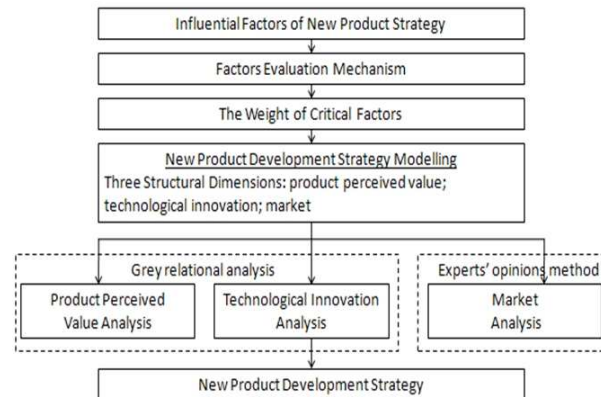 Influential Factors of New Product Strategy
Factors Evaluation Mechanism
The Weight of Critical Factors
New Product Development Strategy Modelling
Three Structural Dimensions: product perceived value;
technological innovation; market
Grey relational analysis
Experts' opinions method
Product Perceived
Value Analysis
Technological Innovation
Analysis
Market
Analysis
New Product Development Strategy